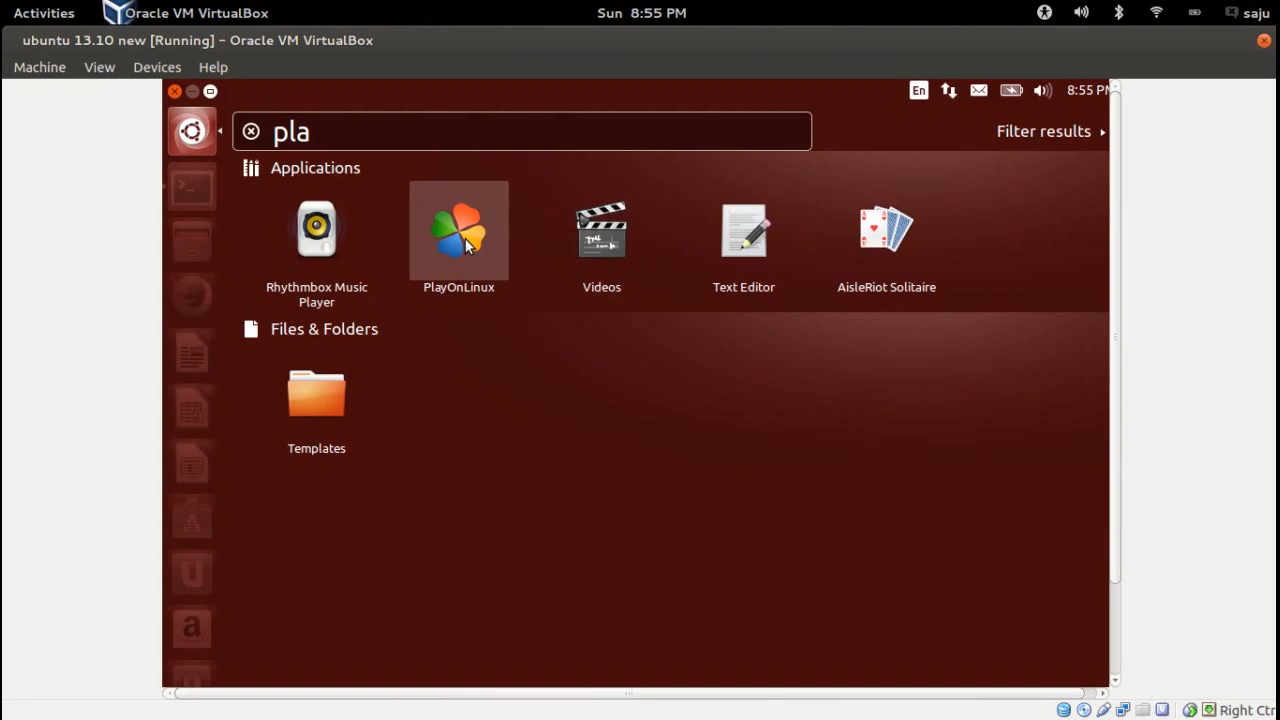 Activities Oracle VM VirtualBox Sun 8:55 PM saju
ubuntu 13.10 new [Running] - Oracle VM VirtualBox
Machine View Devices Help
En 8:55 PM
pla Filter results
Applications
Rhythmbox Music Player
PlayOnLinux
Videos
Text Editor
AisleRiot Solitaire
Files & Folders
Templates
Right Ctr